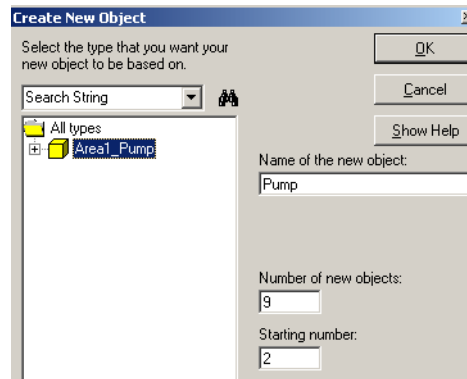 Create New Object
Select the type that you want your
new object to be based on.
Search String
All types
Area1_Pump
OK
Cancel
Show Help
Name of the new object:
Pump
Number of new objects:
9
Starting number:
2